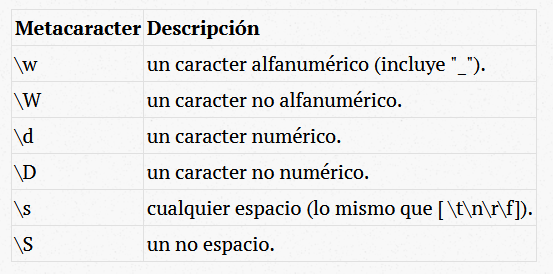 Metacaracter Descripción
\w un caracter alfanumérico (incluye "_").
\W un caracter no alfanumérico.
\d un caracter numérico.
\D un caracter no numérico.
\s cualquier espacio (lo mismo que [ \t\n\r\f]).
\S un no espacio.